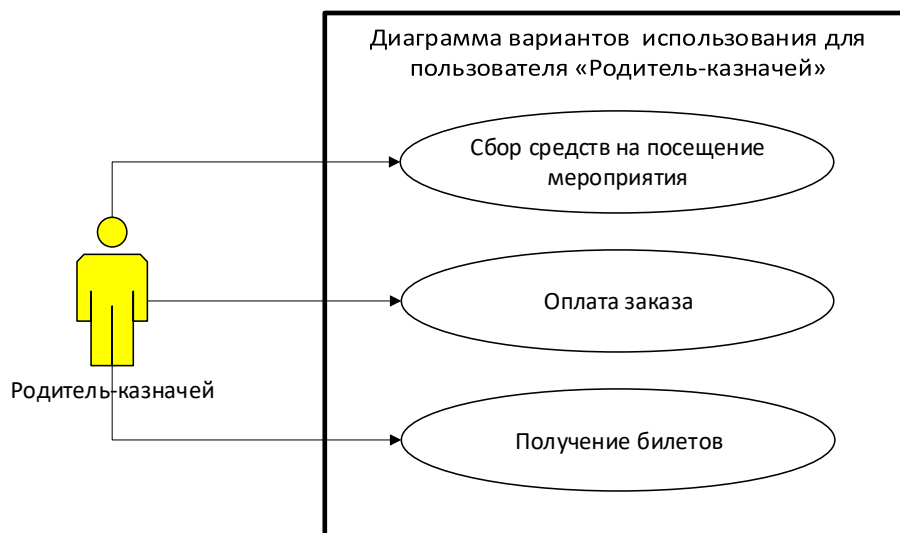 Диаграмма вариантов использования для
пользователя «Родитель-казначей»
Сбор средств на посещение
мероприятия
Оплата заказа
Родитель-казначей
Получение билетов